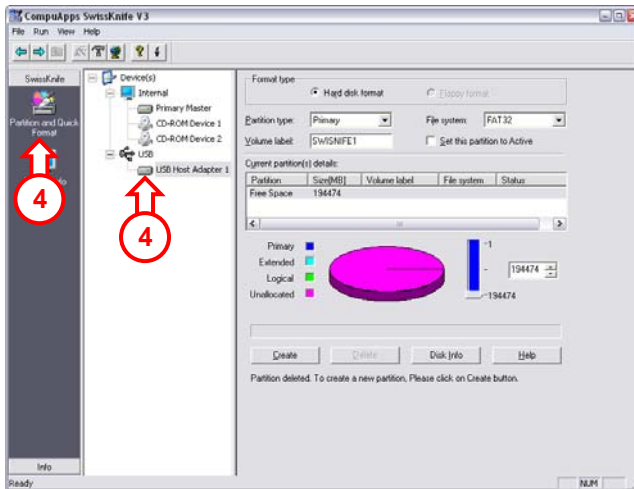 CompuApps SwissKnife V3
File Run View Help
SwissKnife
Partition and Quick
Format
4
Info
Device(s)
Internal
Primary Master
CD-ROM Device 1
CD-ROM Device 2
USB
USB Host Adapter 1
4
Format type
Hard disk format
Floppy format
Partition type: Primary
File system: FAT32
Volume label: SWISNIFE1
Set this partition to Active
Current partition(s) details:
Partition Size(MB) Volume label File system Status
Free Space 194474
Primary
Extended
Logical
Unallocated
-1
-
194474
-194474
Create Delete Disk Info Help
Partition deleted. To create a new partition, Please click on Create button.
Ready
NUM